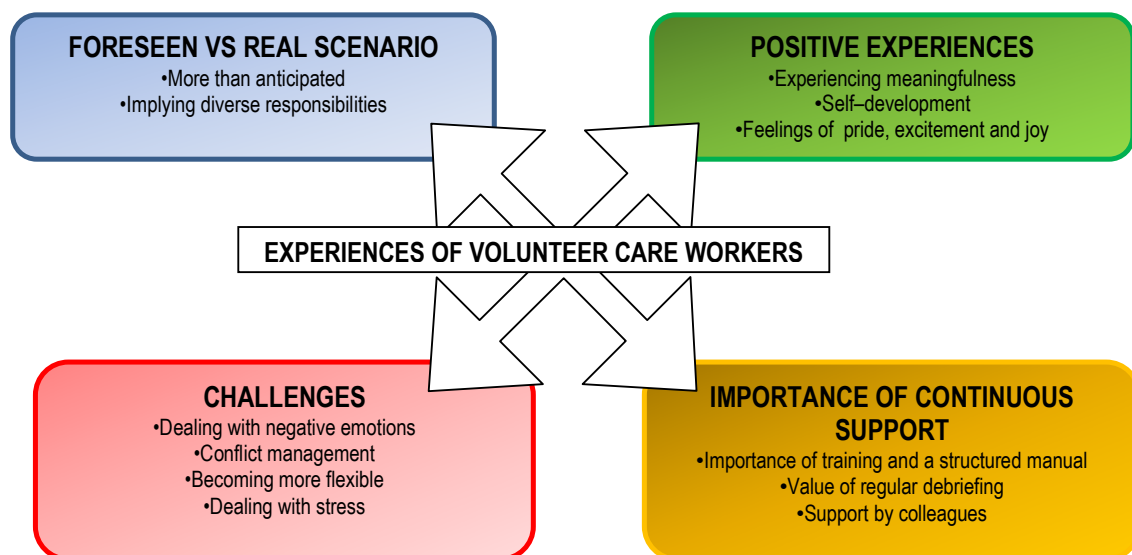 FORESEEN VS REAL SCENARIO
•More than anticipated
•Implying diverse responsibilities
POSITIVE EXPERIENCES
•Experiencing meaningfulness
•Self–development
•Feelings of pride, excitement and joy
EXPERIENCES OF VOLUNTEER CARE WORKERS
CHALLENGES
•Dealing with negative emotions
•Conflict management
•Becoming more flexible
•Dealing with stress
IMPORTANCE OF CONTINUOUS
SUPPORT
•Importance of training and a structured manual
•Value of regular debriefing
•Support by colleagues